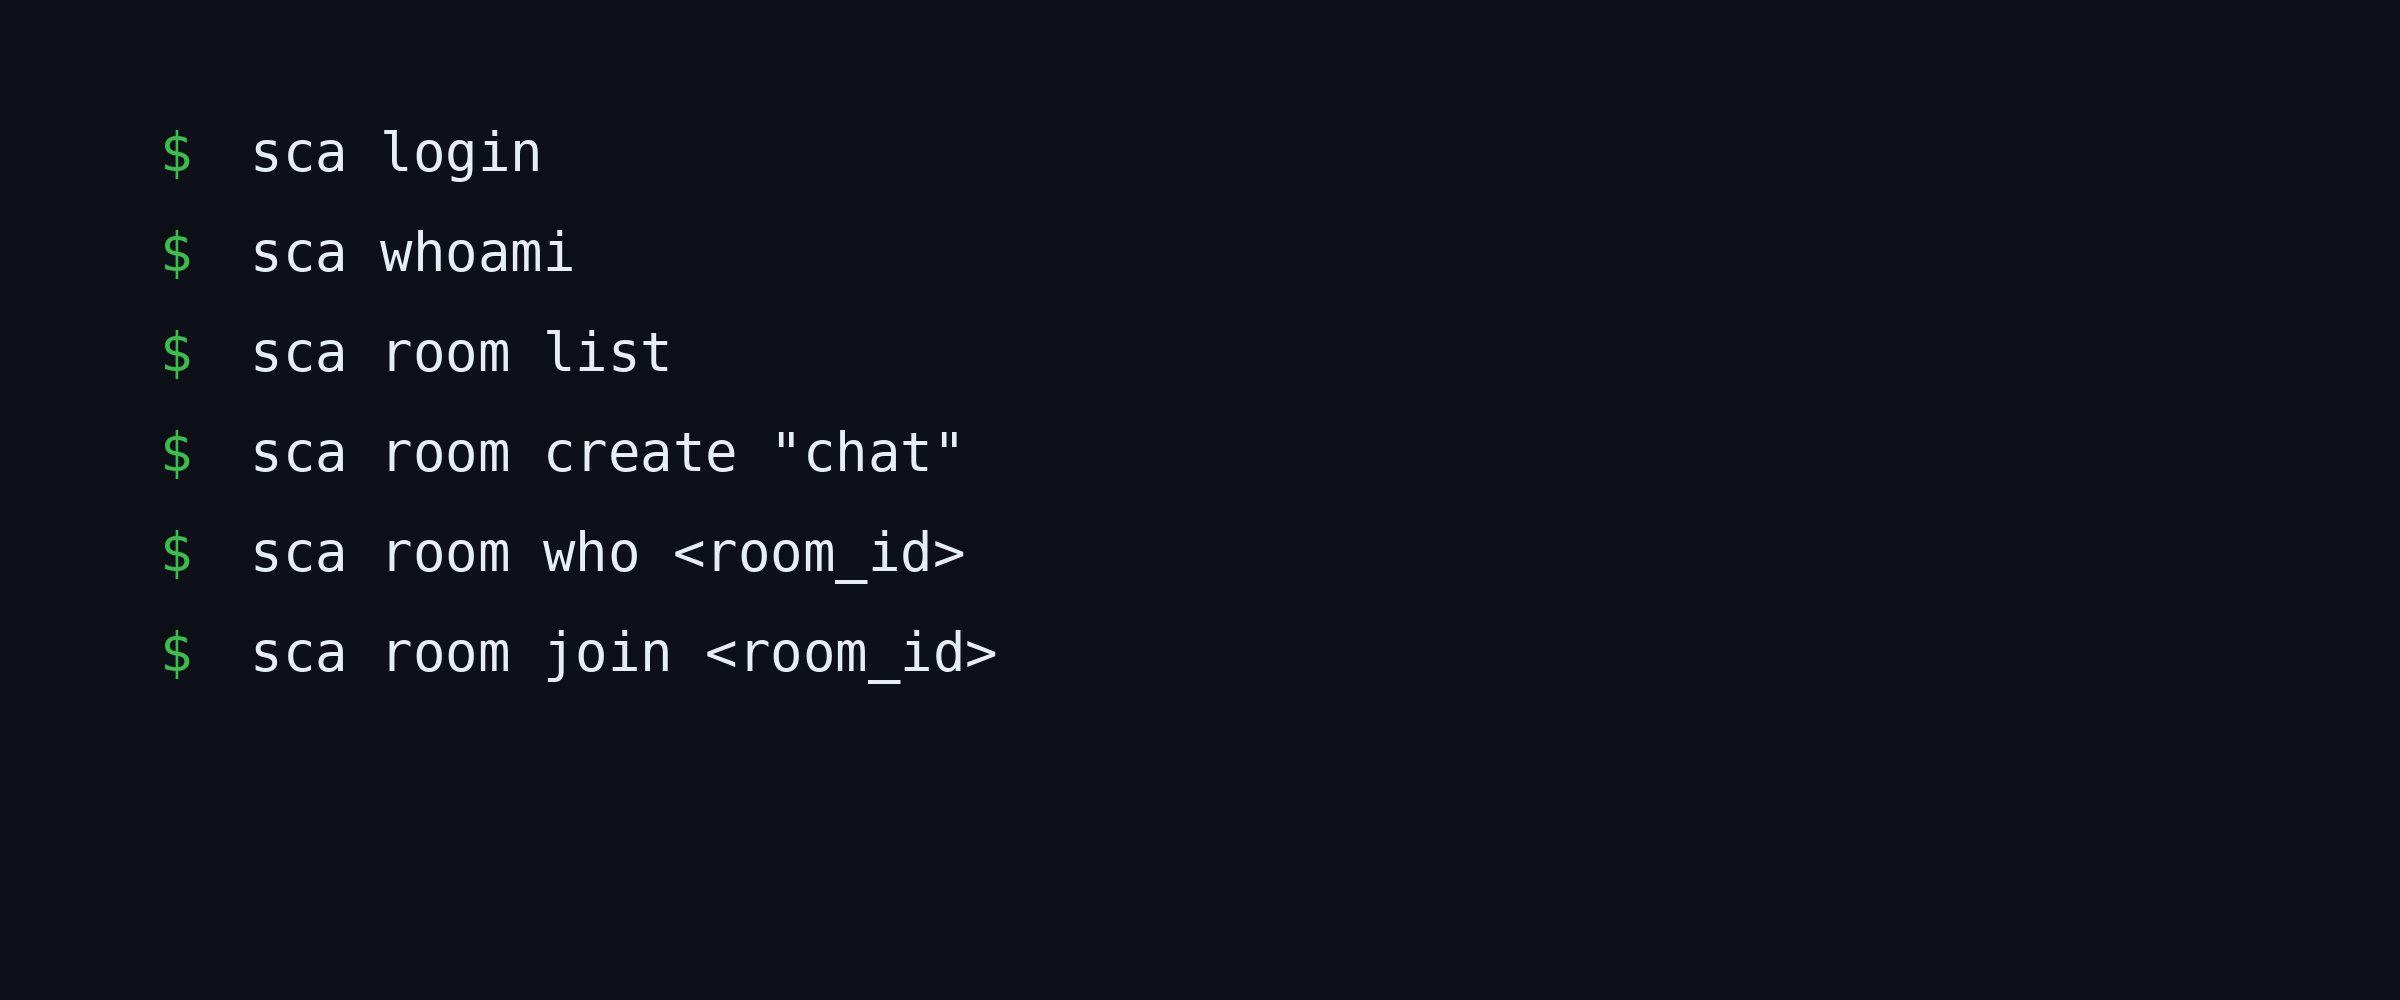 $ sca login
$ sca whoami
$ sca room list
$ sca room create "chat"
$ sca room who <room_id>
$ sca room join <room_id>